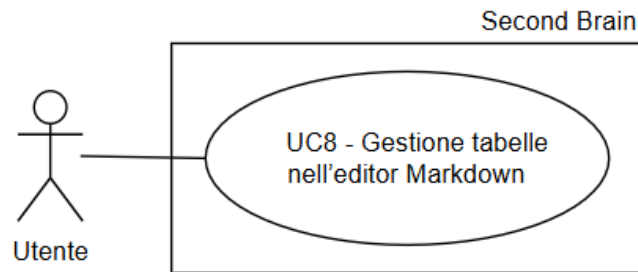 Second Brain
UC8 - Gestione tabelle
nell'editor Markdown
Utente